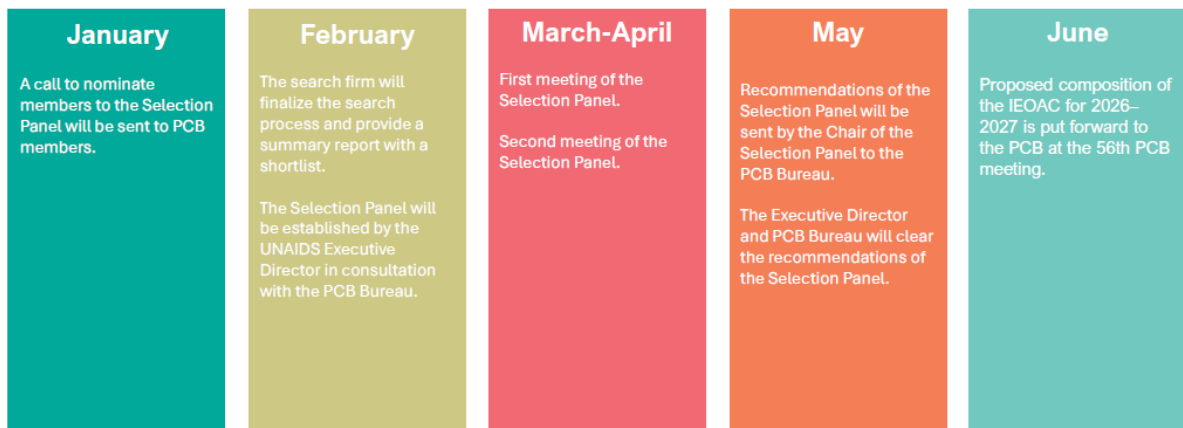 January
A call to nominate
members to the Selection
Panel will be sent to PCB
members.
February
The search firm will
finalize the search
process and provide a
summary report with a
shortlist.
The Selection Panel will
be established by the
UNAIDS Executive
Director in consultation
with the PCB Bureau.
March-April
First meeting of the
Selection Panel.
Second meeting of the
Selection Panel.
May
Recommendations of the
Selection Panel will be
sent by the Chair of the
Selection Panel to the
PCB Bureau.
The Executive Director
and PCB Bureau will clear
the recommendations of
the Selection Panel.
June
Proposed composition of
the IEOAC for 2026–
2027 is put forward to
the PCB at the 56th PCB
meeting.